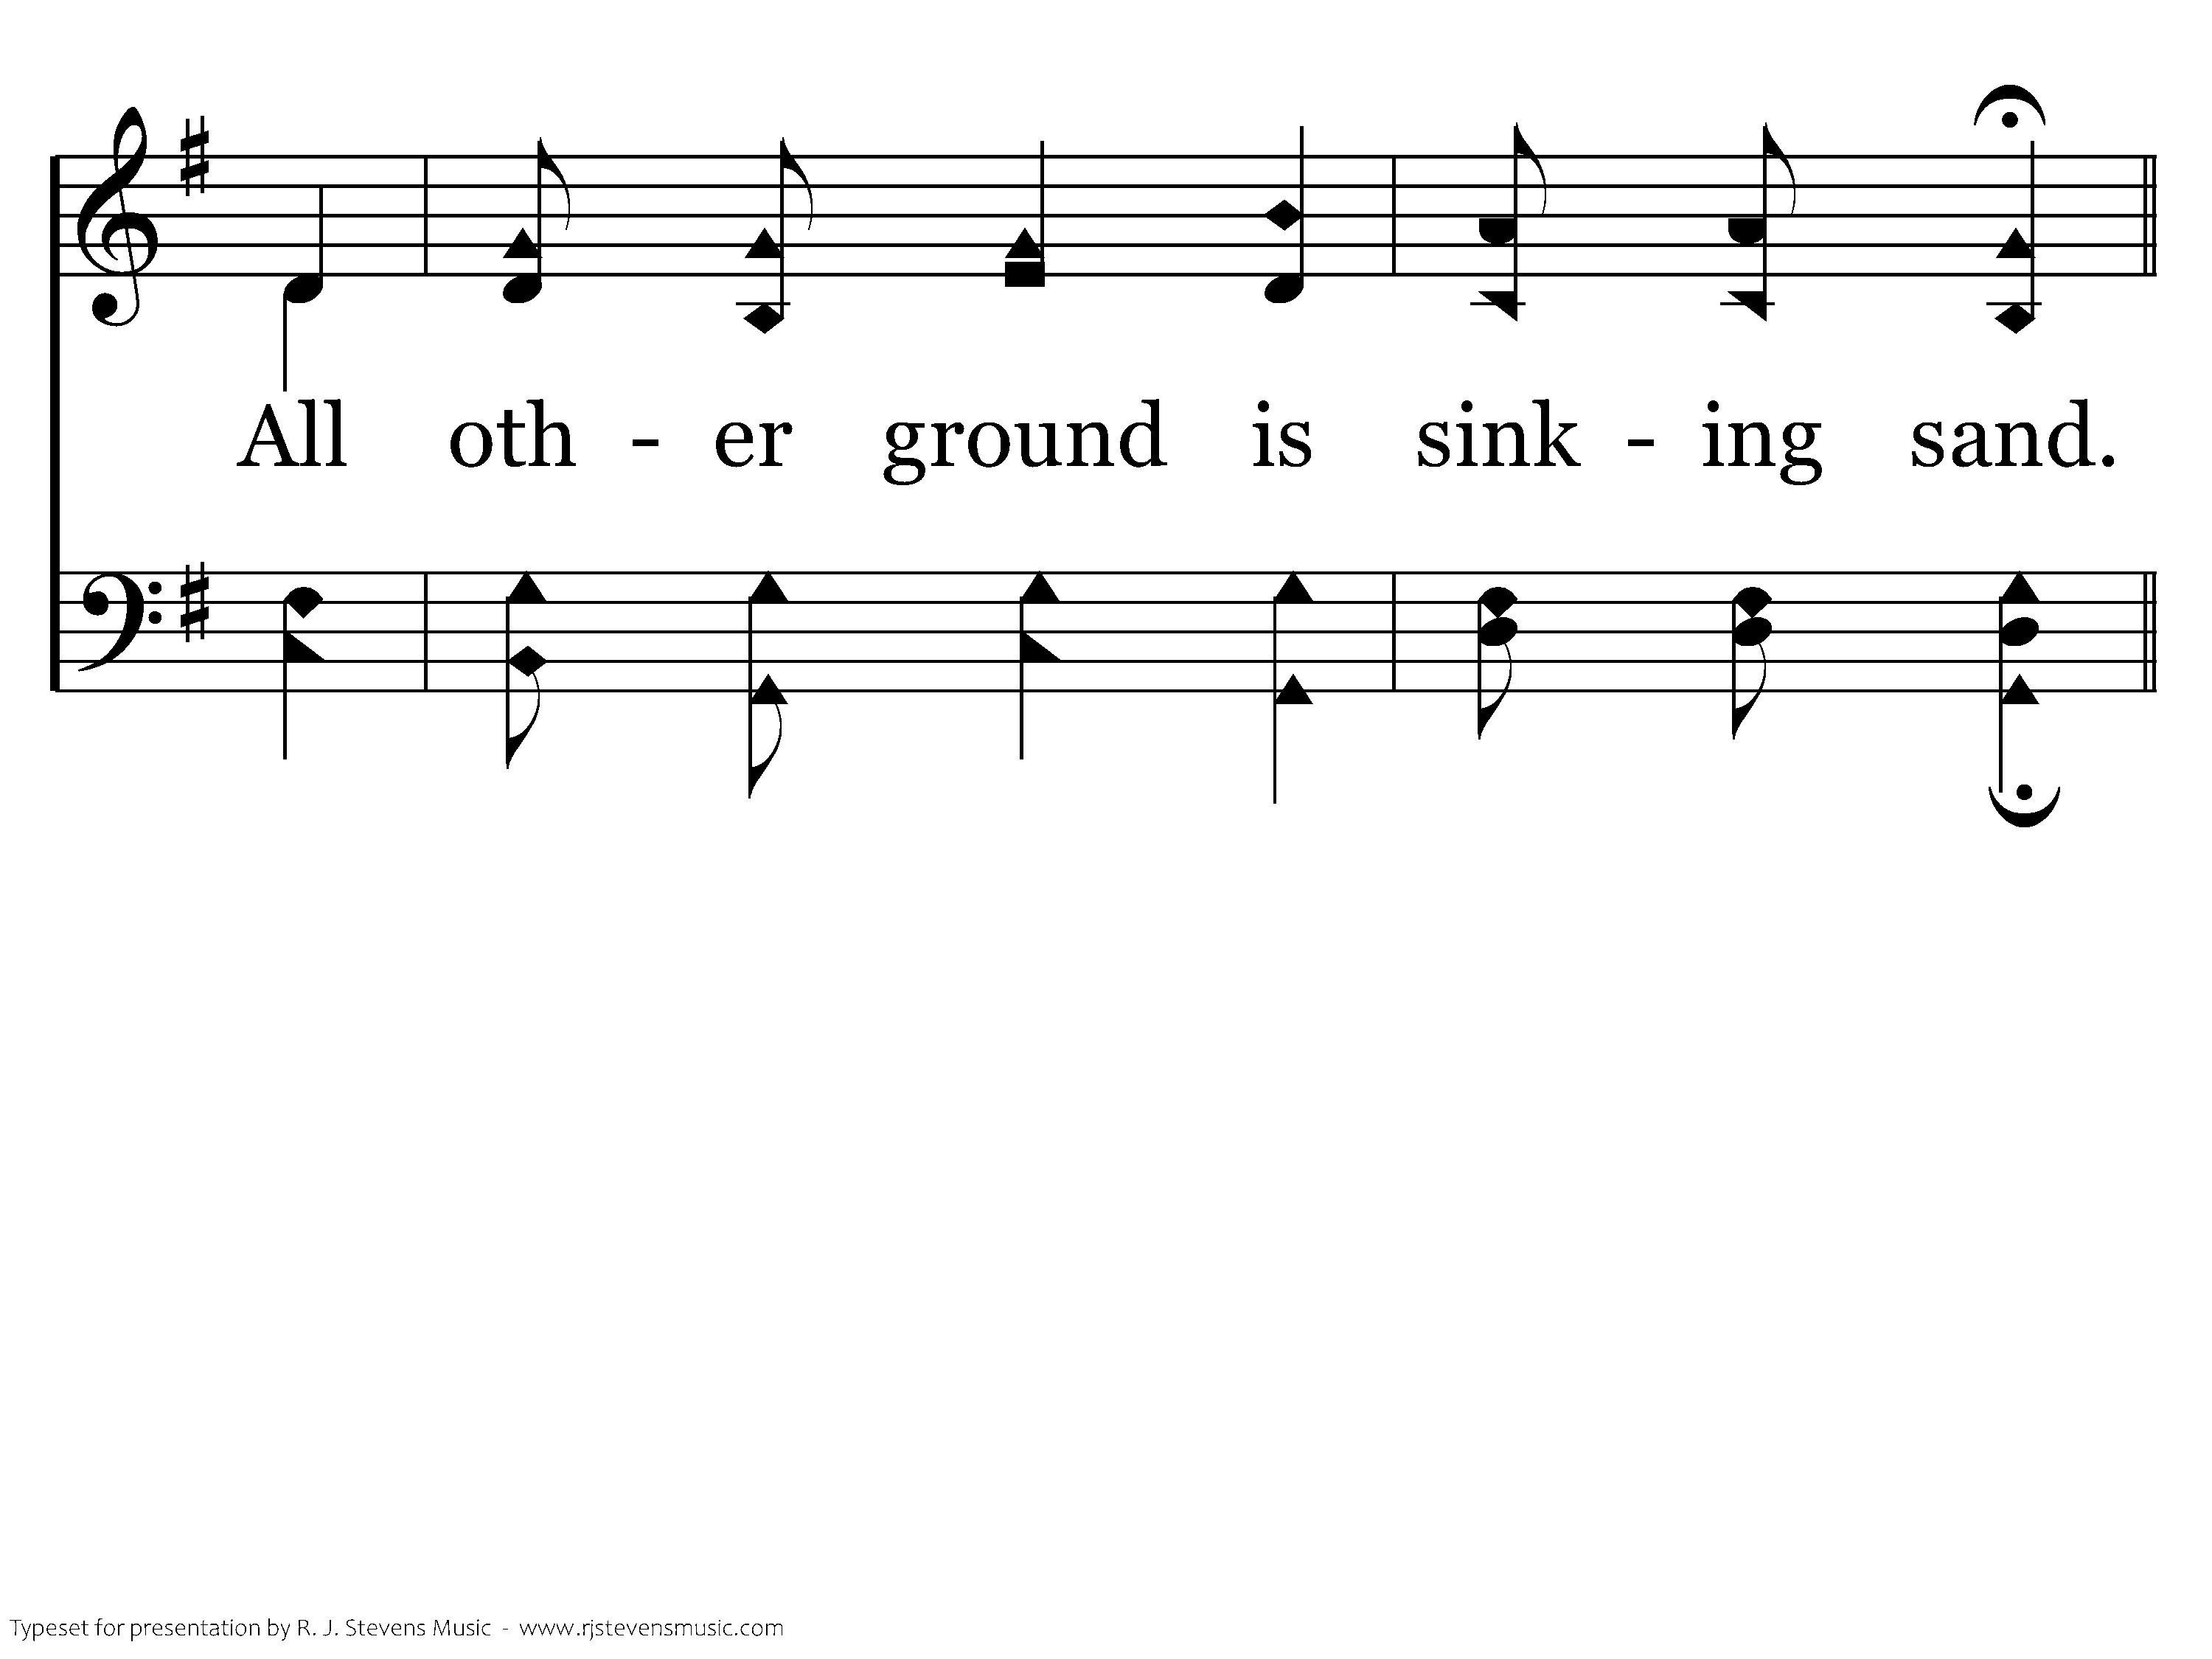 All oth - er ground is sink - ing sand.
Typeset for presentation by R. J. Stevens Music - www.rjstevensmusic.com